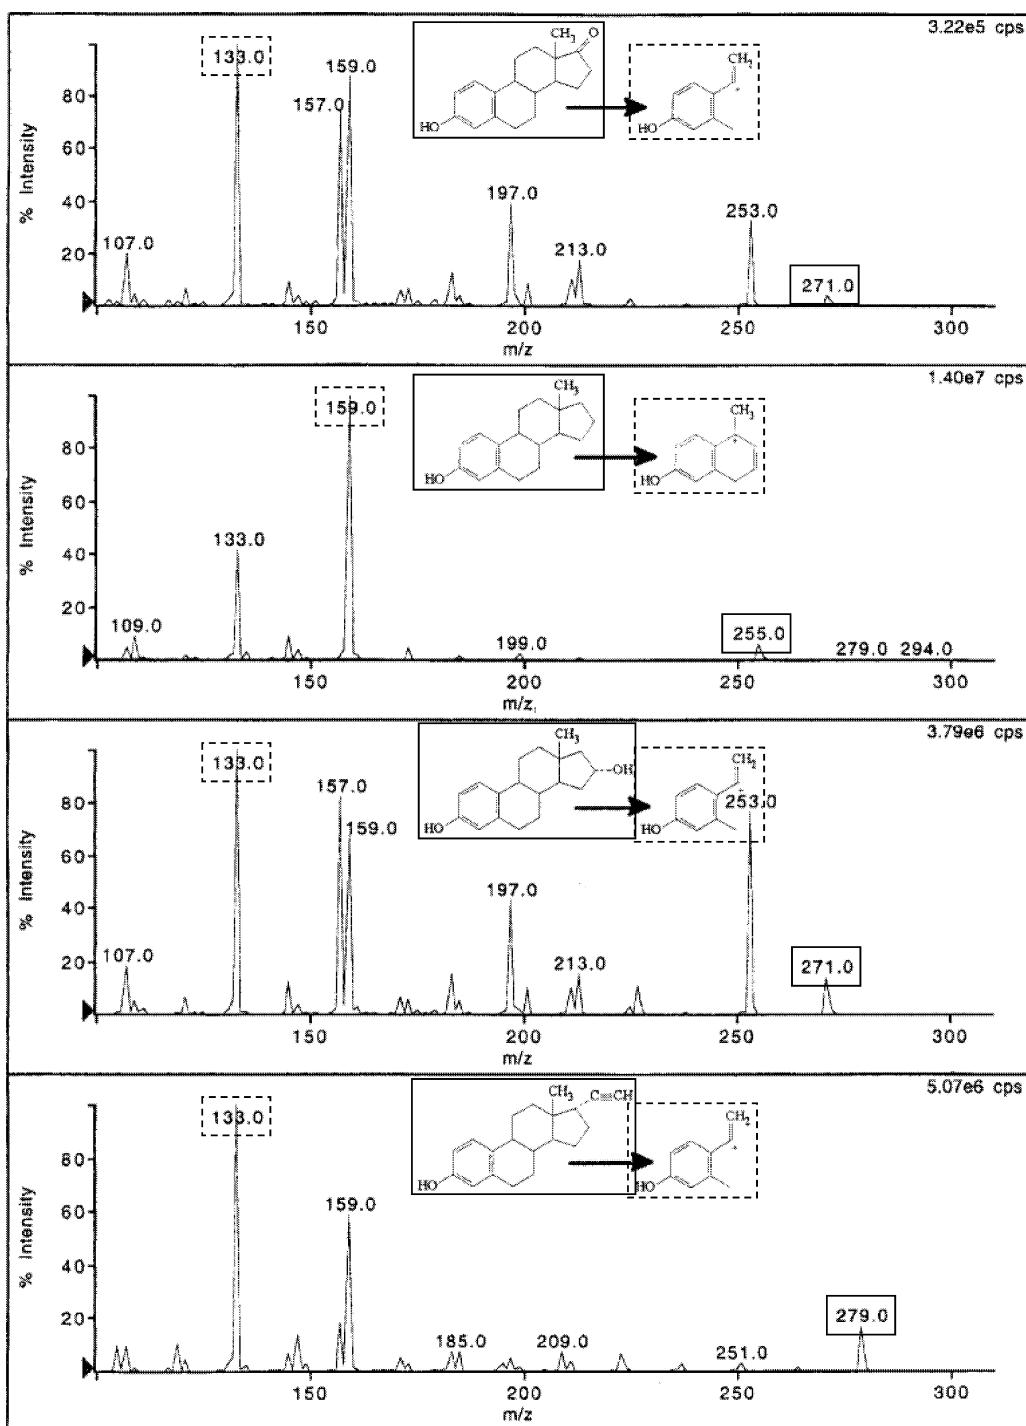 3.22e5 cps
CH3
O
HO
CH2
+
HO
133.0
159.0
157.0
107.0
197.0
213.0
253.0
271.0
80
60
40
20
% Intensity
150
200
250
300
m/z
1.40e7 cps
CH3
HO
CH3
+
HO
159.0
133.0
109.0
199.0
255.0
279.0
294.0
80
60
40
20
% Intensity
150
200
250
300
m/z
3.79e6 cps
CH3
OH
HO
CH2
+
HO
133.0
157.0
159.0
253.0
107.0
197.0
213.0
271.0
80
60
40
20
% Intensity
150
200
250
300
m/z
5.07e6 cps
CH3
C≡CH
HO
CH2
+
HO
133.0
159.0
185.0
209.0
251.0
279.0
80
60
40
20
% Intensity
150
200
250
300
m/z